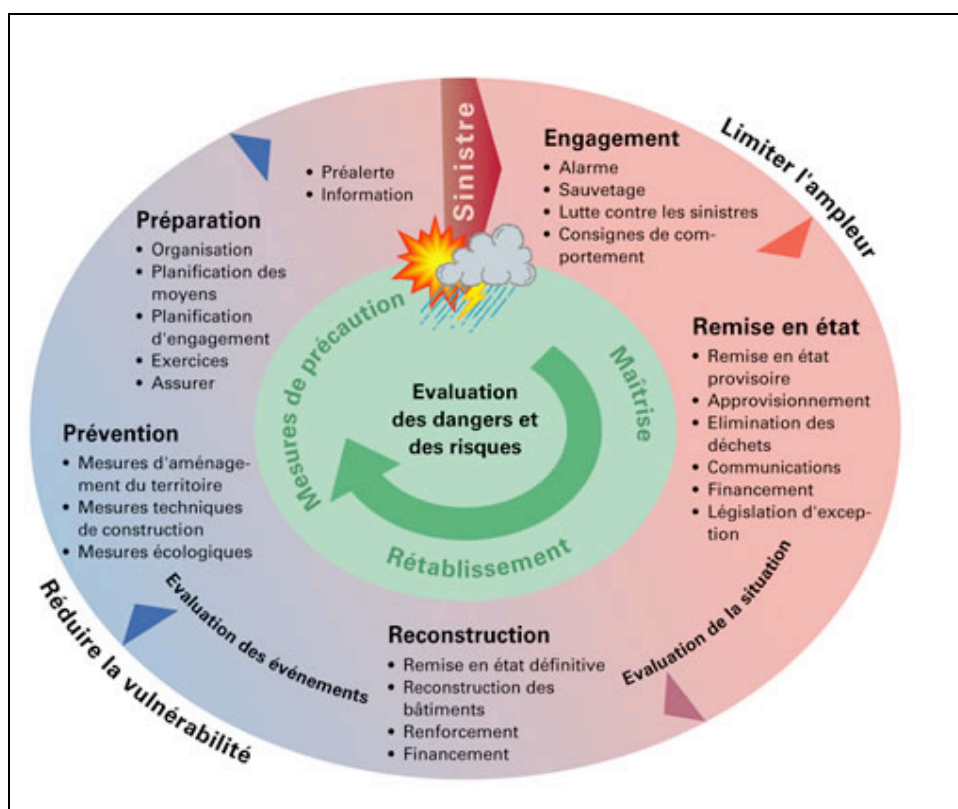 Sinistre
Engagement
• Alarme
• Sauvetage
• Lutte contre les sinistres
• Consignes de com-
portement
Limiter l'ampleur
Remise en état
• Remise en état
provisoire
• Approvisionnement
• Elimination des
déchets
• Communications
• Financement
• Législation d'excep-
tion
Evaluation de la situation
Reconstruction
• Remise en état définitive
• Reconstruction des
bâtiments
• Renforcement
• Financement
Evaluation des événements
Réduire la vulnérabilité
Prévention
• Mesures d'aménage-
ment du territoire
• Mesures techniques
de construction
• Mesures écologiques
Préparation
• Organisation
• Planification des
moyens
• Planification
d'engagement
• Exercices
• Assurer
• Préalerte
• Information
Maîtrise
Rétablissement
Mesures de précaution
Evaluation
des dangers et
des risques